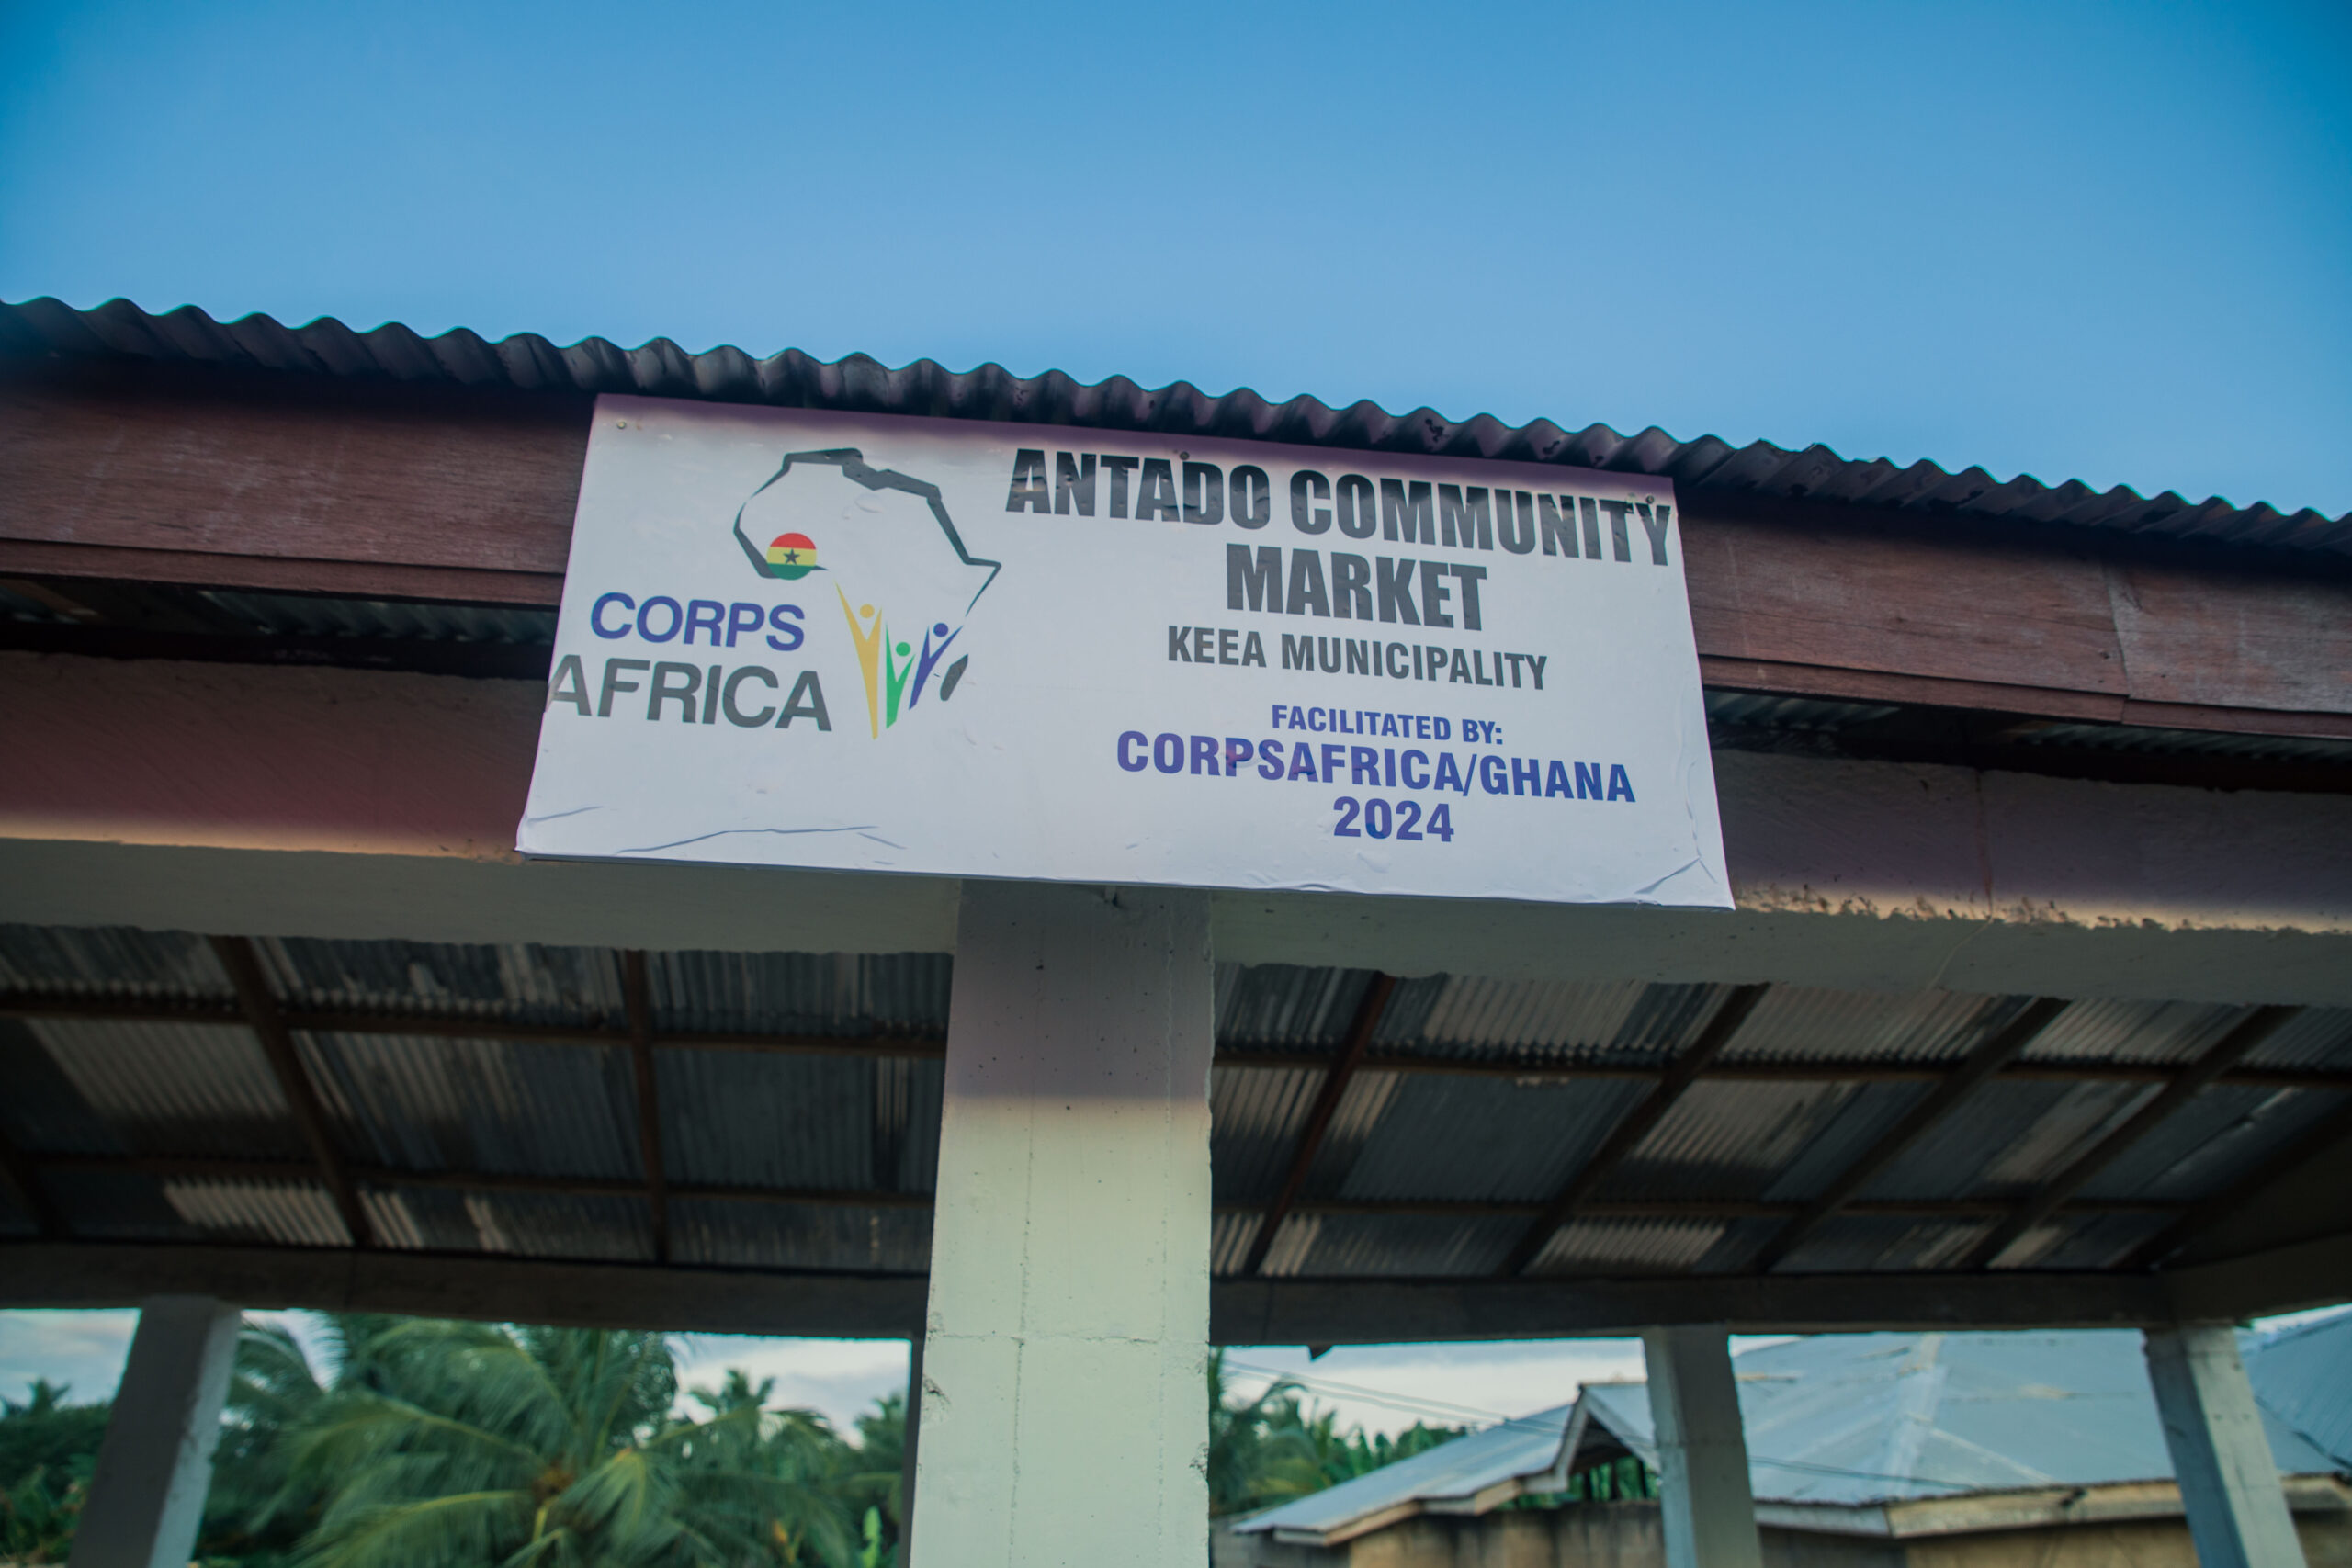 CORPS
AFRICA
ANTADO COMMUNITY
MARKET
KEEA MUNICIPALITY
FACILITATED BY:
CORPSAFRICA/GHANA
2024